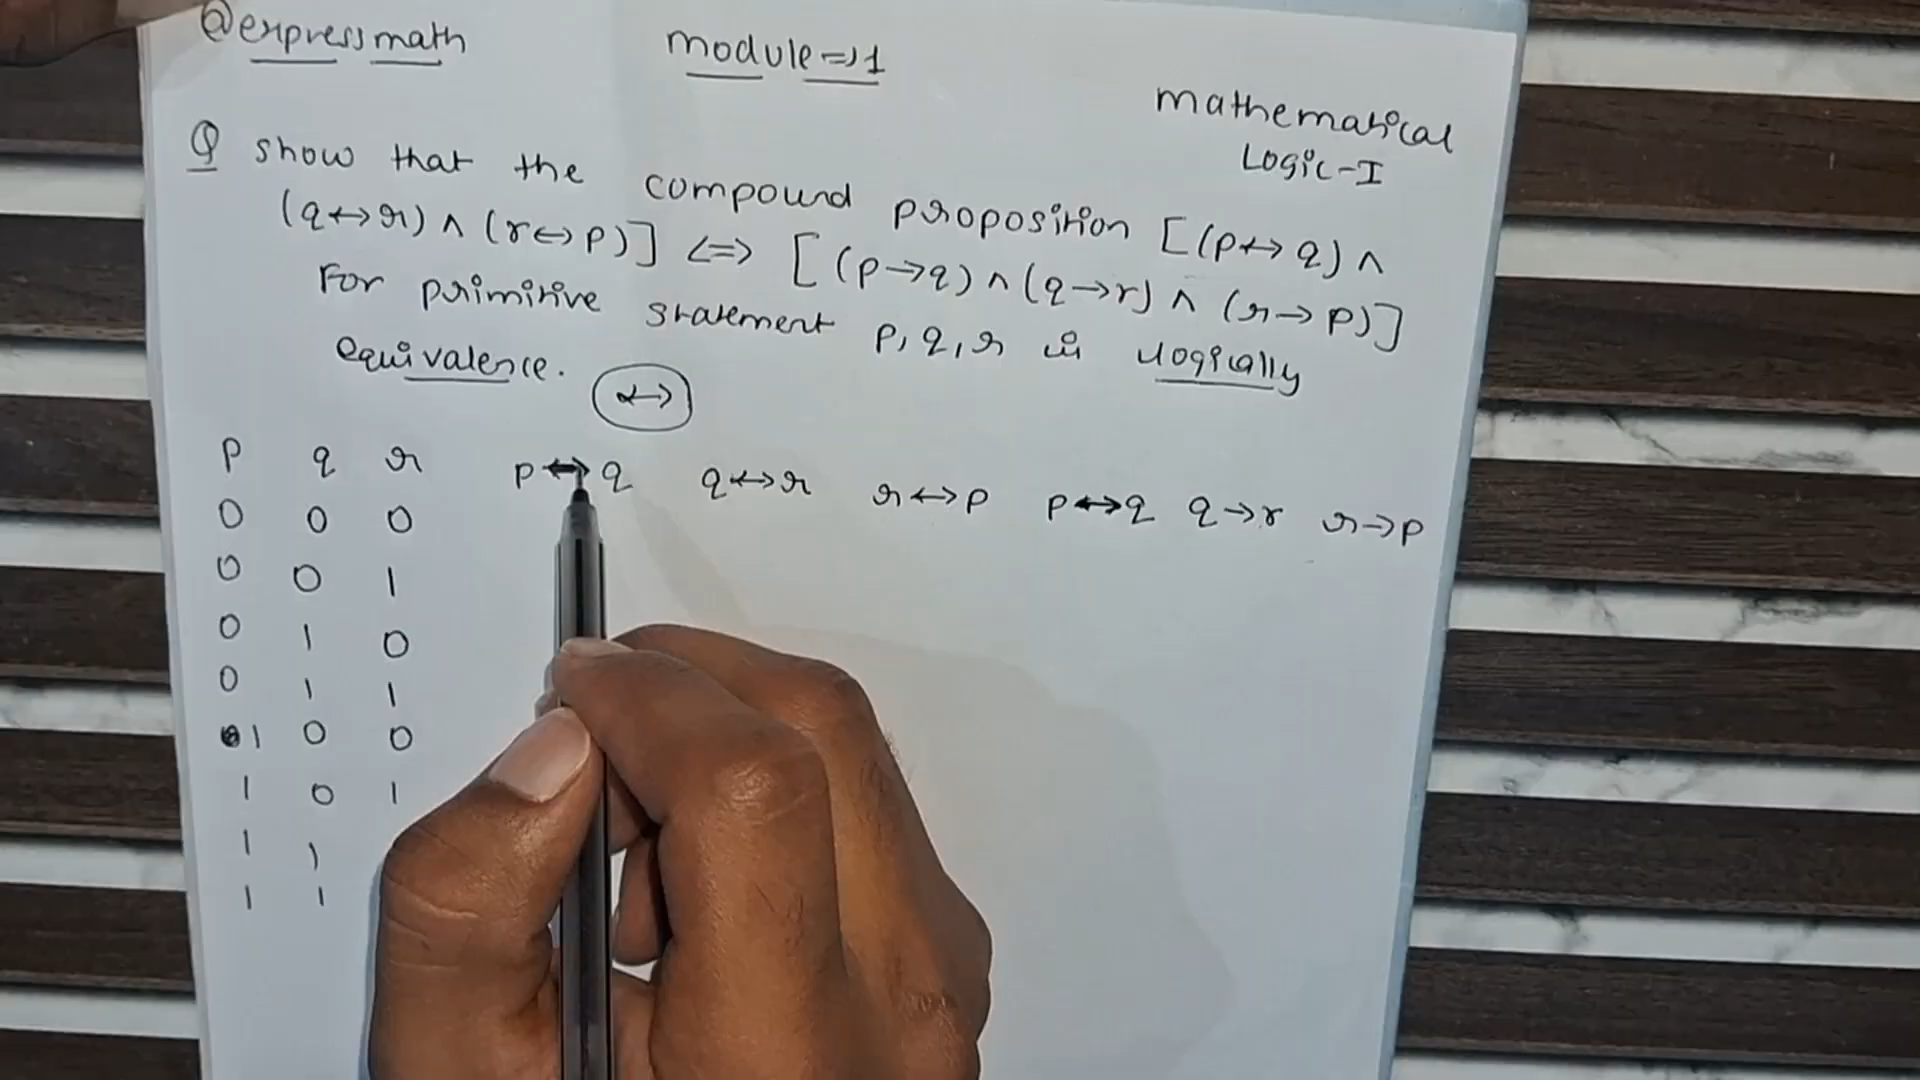 @expressmath
module=>1
mathematical
Logic-I
Q show that the compound proposition [(p↔q) ∧
(q↔r) ∧ (r↔p)] <=> [(p→q) ∧ (q→r) ∧ (r→p)]
For primitive statement p, q, r is logically
equivalence.
↔
p q r p↔q q↔r r↔p p↔q q→r r→p
0 0 0
0 0 1
0 1 0
0 1 1
1 0 0
1 0 1
1 1
1 1